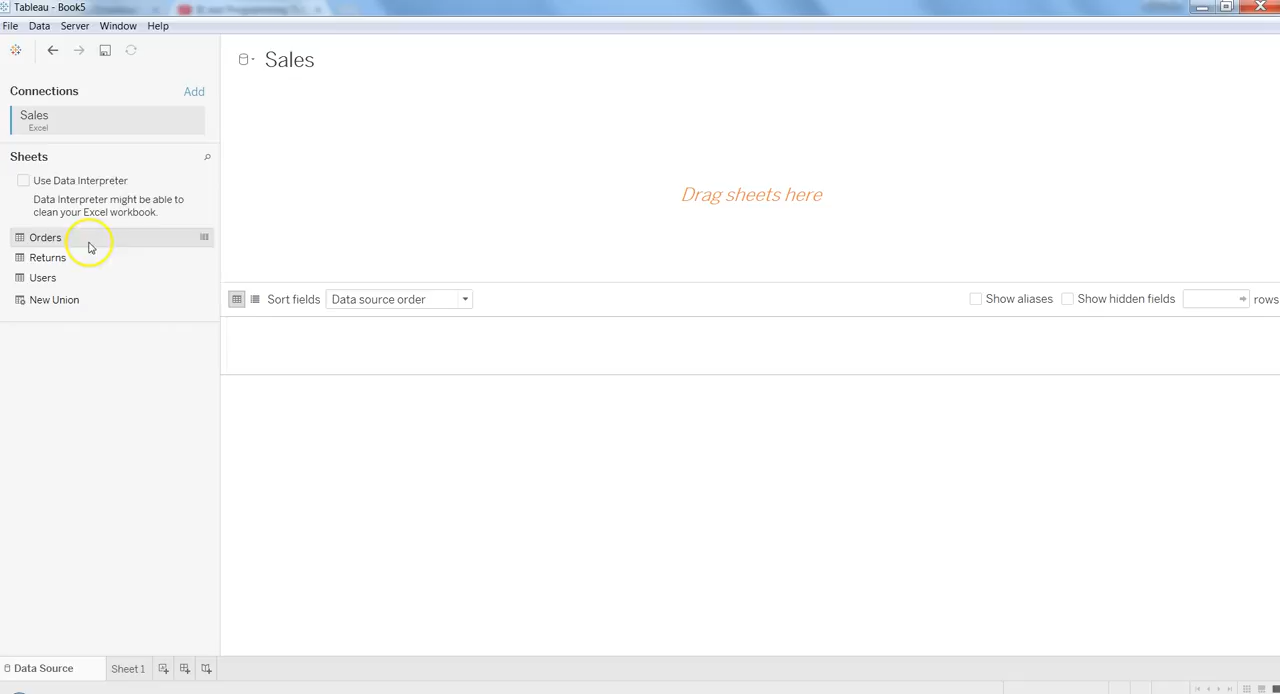 Tableau - Book5
File Data Server Window Help
Connections Add
Sales
Excel
Sheets
Use Data Interpreter
Data Interpreter might be able to
clean your Excel workbook.
Orders
Returns
Users
New Union
Sales
Drag sheets here
Sort fields Data source order Show aliases Show hidden fields rows
Data Source Sheet 1